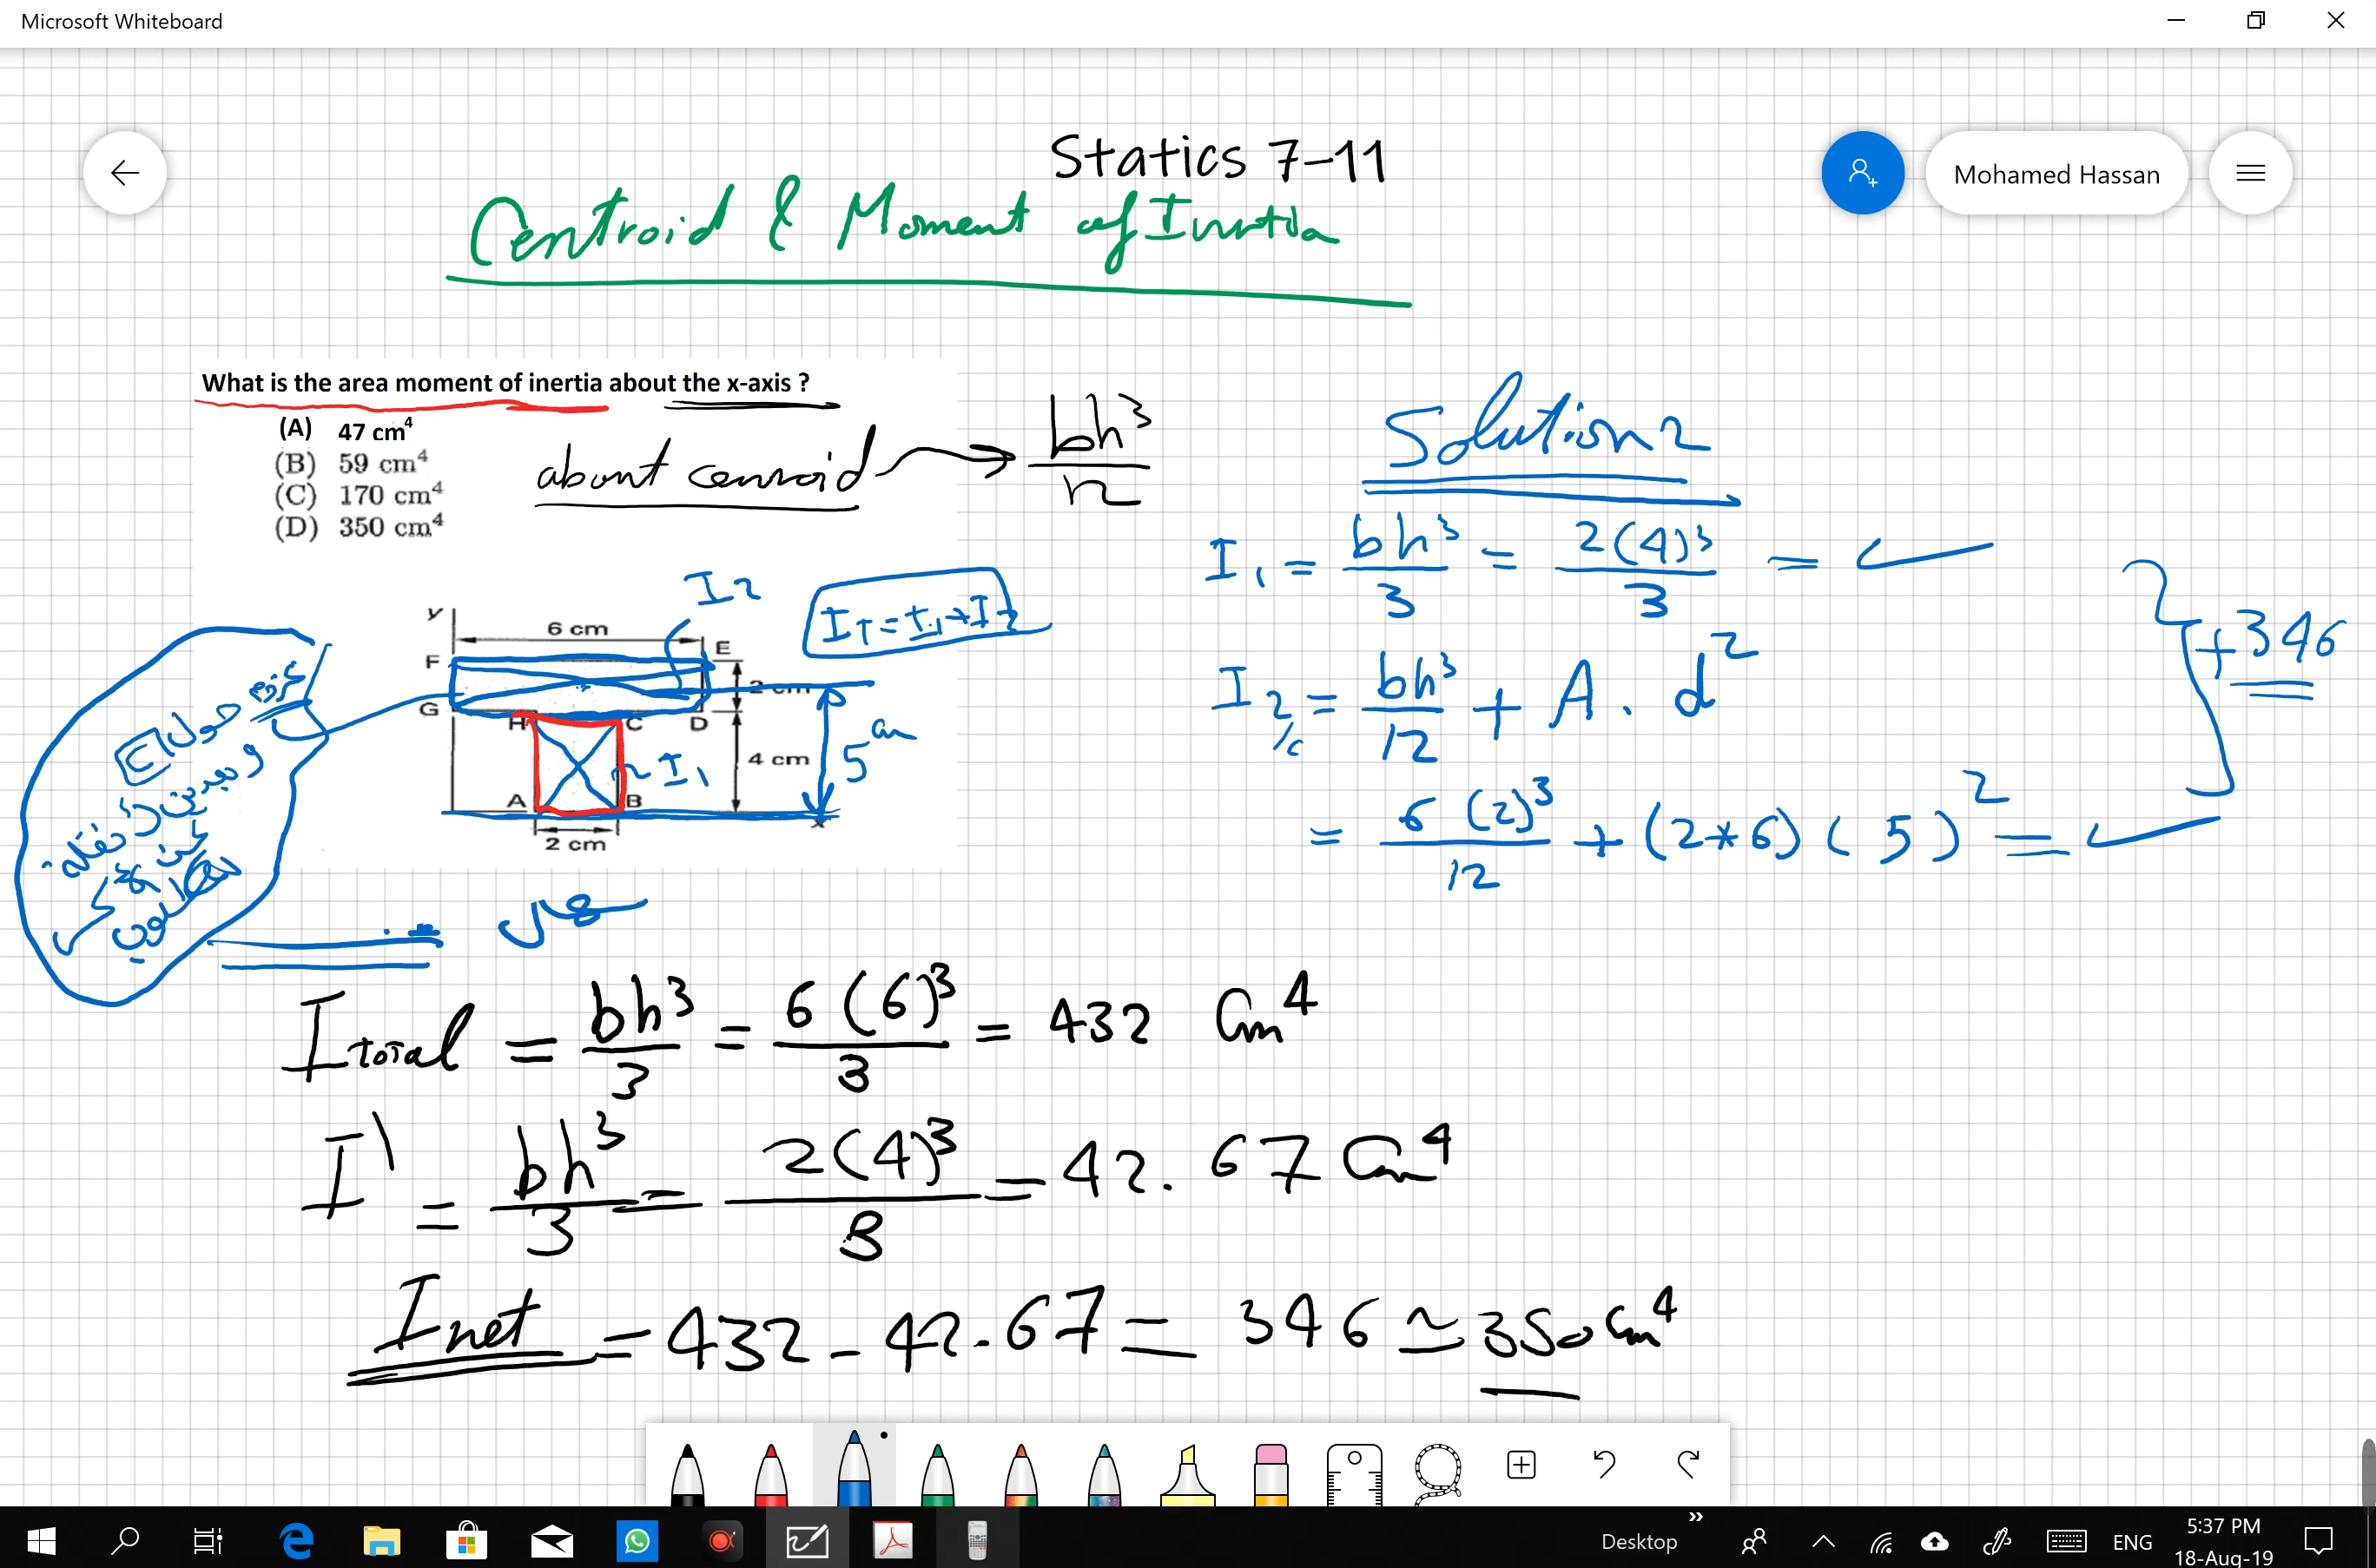 Microsoft Whiteboard
Statics 7-11
Mohamed Hassan
Centroid & Moment of Inertia
What is the area moment of inertia about the x-axis ?
(A) 47 cm⁴
(B) 59 cm⁴
(C) 170 cm⁴
(D) 350 cm⁴
about
bh³/12
Solution 2
I₁ = bh³/3 = 2(4)³/3 =
I₂/c = bh³/12 + A. d²
= 6 (2)³/12 + (2*6) (5)² =
+346
I2
IT = I1 + I2
y
6 cm
F
E
2 cm
G
H
C
D
I1
4 cm
5 cm
A
B
x
2 cm
حول
I total = bh³/3 = 6(6)³/3 = 432 Cm⁴
I\ = bh³/3 = 2(4)³/3 = 42.67 Cm⁴
I net = 432 - 42.67 = 346 ≃ 350 Cm⁴
Desktop
»
ENG
5:37 PM
18-Aug-19